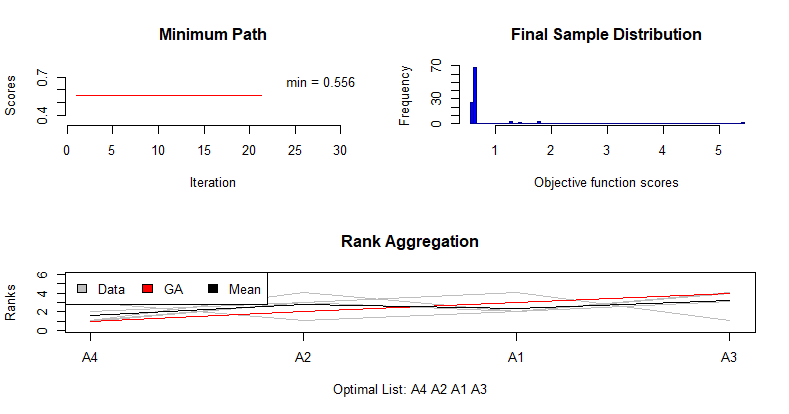 Minimum Path
Scores
0.4 0.7
min = 0.556
0 5 10 15 20 25 30
Iteration
Final Sample Distribution
Frequency
0 30 70
1 2 3 4 5
Objective function scores
Rank Aggregation
Ranks
0 2 4 6
Data GA Mean
A4 A2 A1 A3
Optimal List: A4 A2 A1 A3